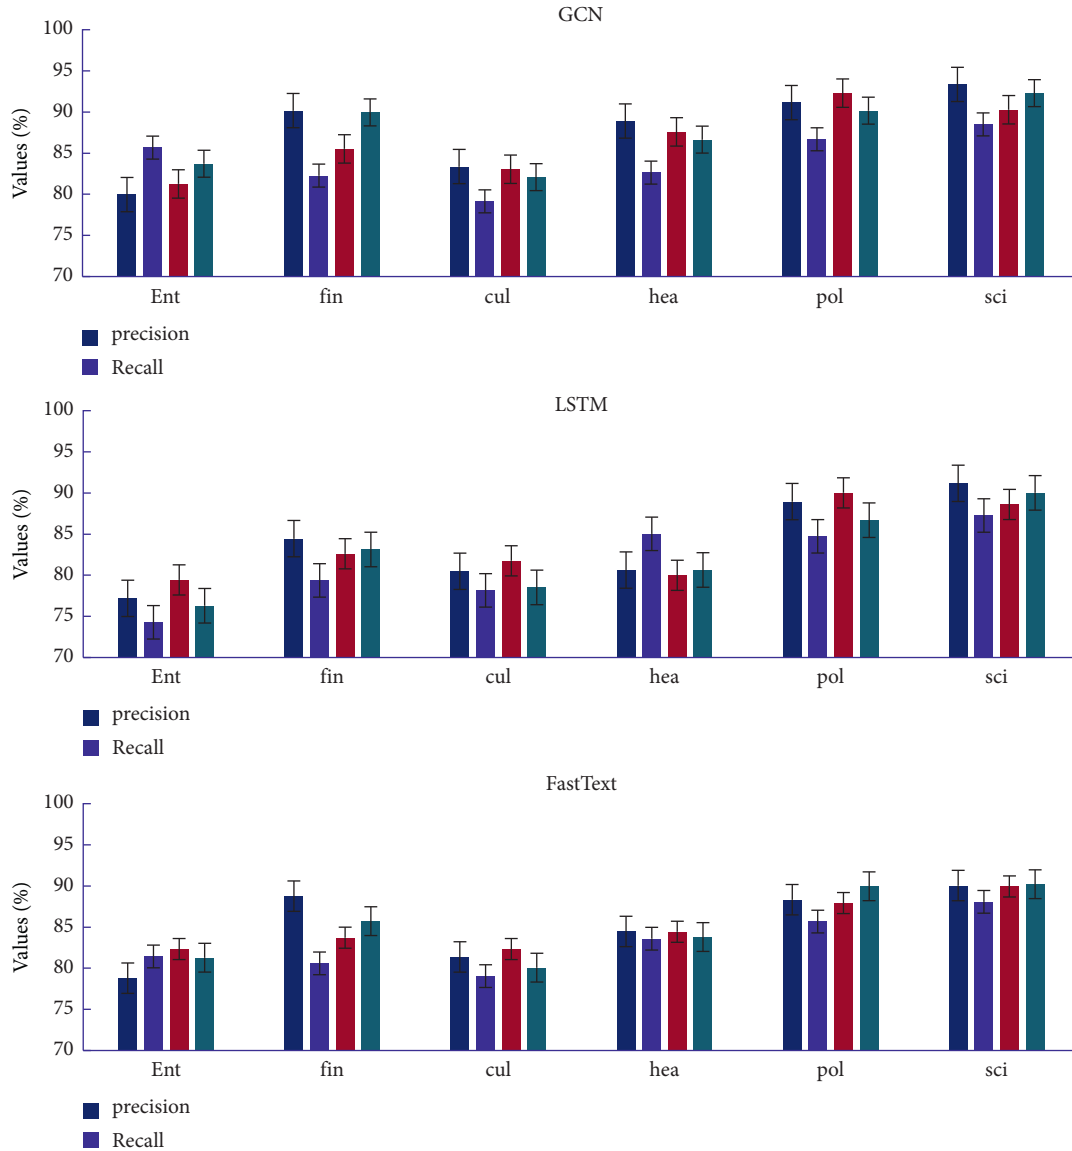 GCN
Values (%)
100
95
90
85
80
75
70
Ent fin cul hea pol sci
precision
Recall
LSTM
Values (%)
100
95
90
85
80
75
70
Ent fin cul hea pol sci
precision
Recall
FastText
Values (%)
100
95
90
85
80
75
70
Ent fin cul hea pol sci
precision
Recall